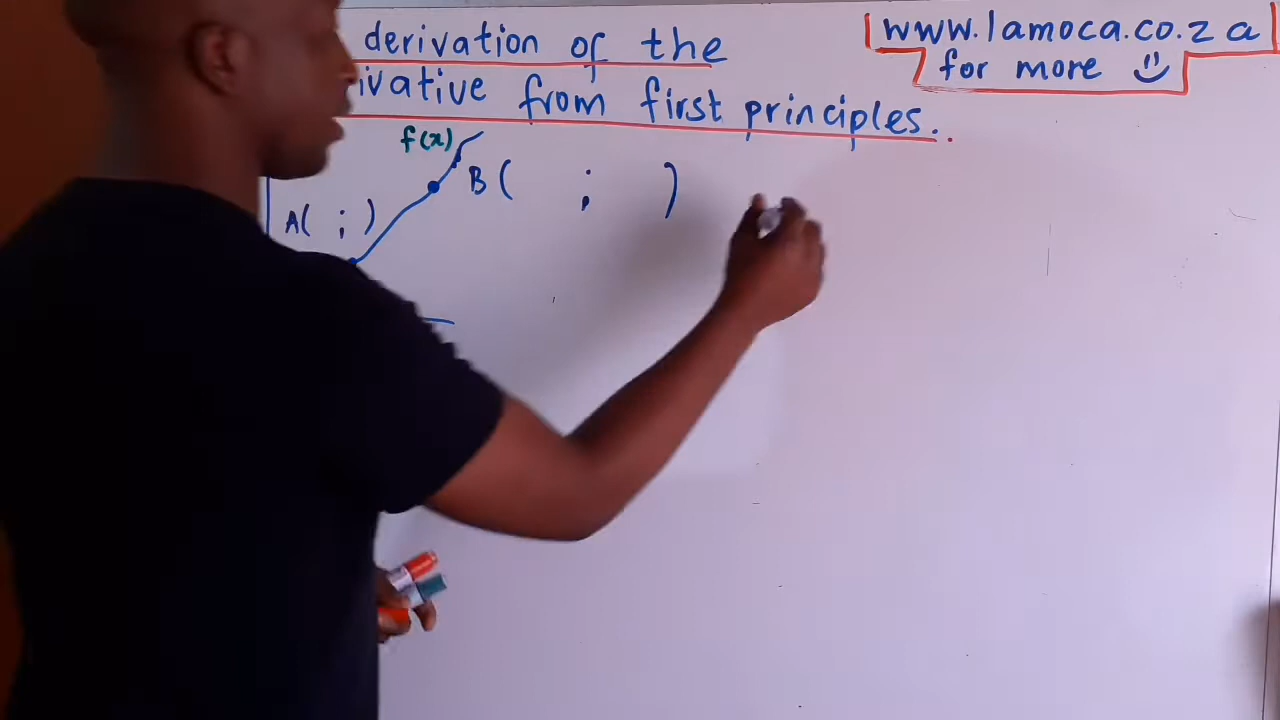 derivation of the
ivative from first principles..
www.lamoca.co.za
for more
f(x)
B( ; )
A( ; )